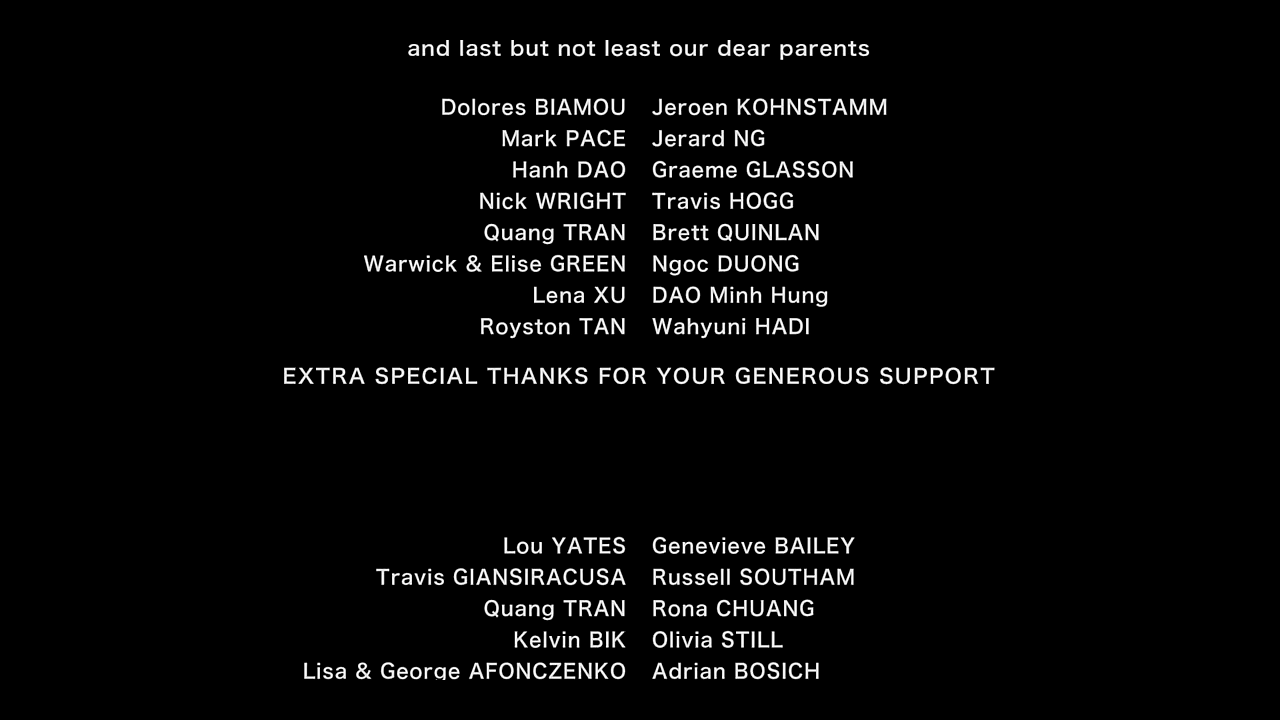 and last but not least our dear parents
Dolores BIAMOU Jeroen KOHNSTAMM
Mark PACE Jerard NG
Hanh DAO Graeme GLASSON
Nick WRIGHT Travis HOGG
Quang TRAN Brett QUINLAN
Warwick & Elise GREEN Ngoc DUONG
Lena XU DAO Minh Hung
Royston TAN Wahyuni HADI
EXTRA SPECIAL THANKS FOR YOUR GENEROUS SUPPORT
Lou YATES Genevieve BAILEY
Travis GIANSIRACUSA Russell SOUTHAM
Quang TRAN Rona CHUANG
Kelvin BIK Olivia STILL
Lisa & George AFONCZENKO Adrian BOSICH